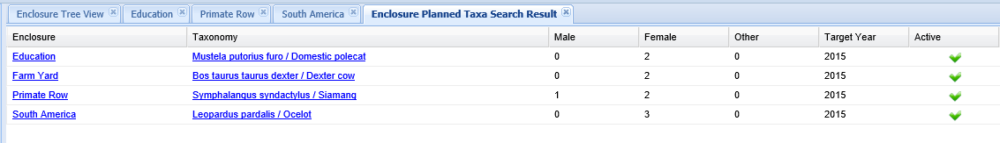 Enclosure Tree View Education Primate Row South America Enclosure Planned Taxa Search Result
Enclosure Taxonomy Male Female Other Target Year Active
Education Mustela putorius furo / Domestic polecat 0 2 0 2015
Farm Yard Bos taurus taurus dexter / Dexter cow 0 2 0 2015
Primate Row Symphalangus syndactylus / Siamang 1 2 0 2015
South America Leopardus pardalis / Ocelot 0 3 0 2015